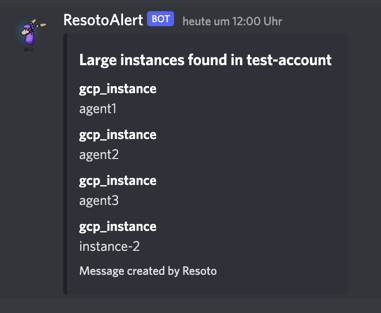 ResotoAlert BOT heute um 12:00 Uhr
Large instances found in test-account
gcp_instance
agent1
gcp_instance
agent2
gcp_instance
agent3
gcp_instance
instance-2
Message created by Resoto